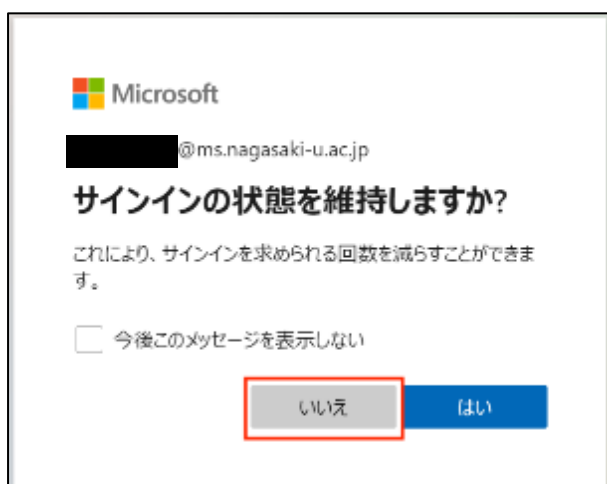 Microsoft
@ms.nagasaki-u.ac.jp
サインインの状態を維持しますか?
これにより、サインインを求められる回数を減らすことができま
す。
今後このメッセージを表示しない
いいえ
はい